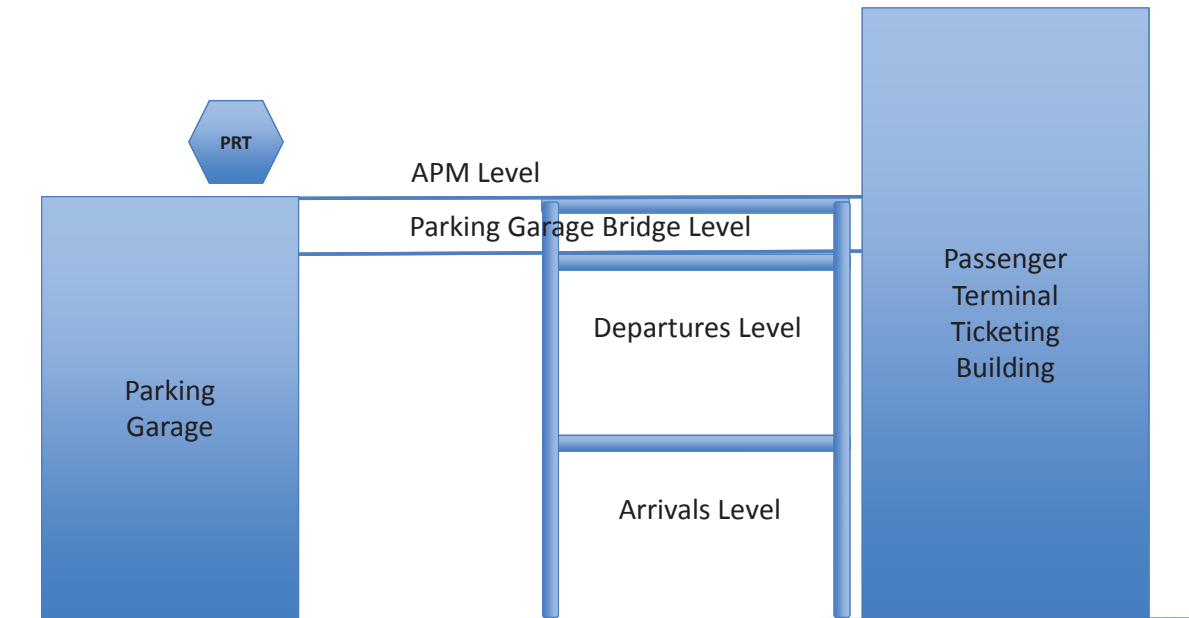 PRT
APM Level
Parking Garage Bridge Level
Passenger
Terminal
Ticketing
Building
Departures Level
Parking
Garage
Arrivals Level